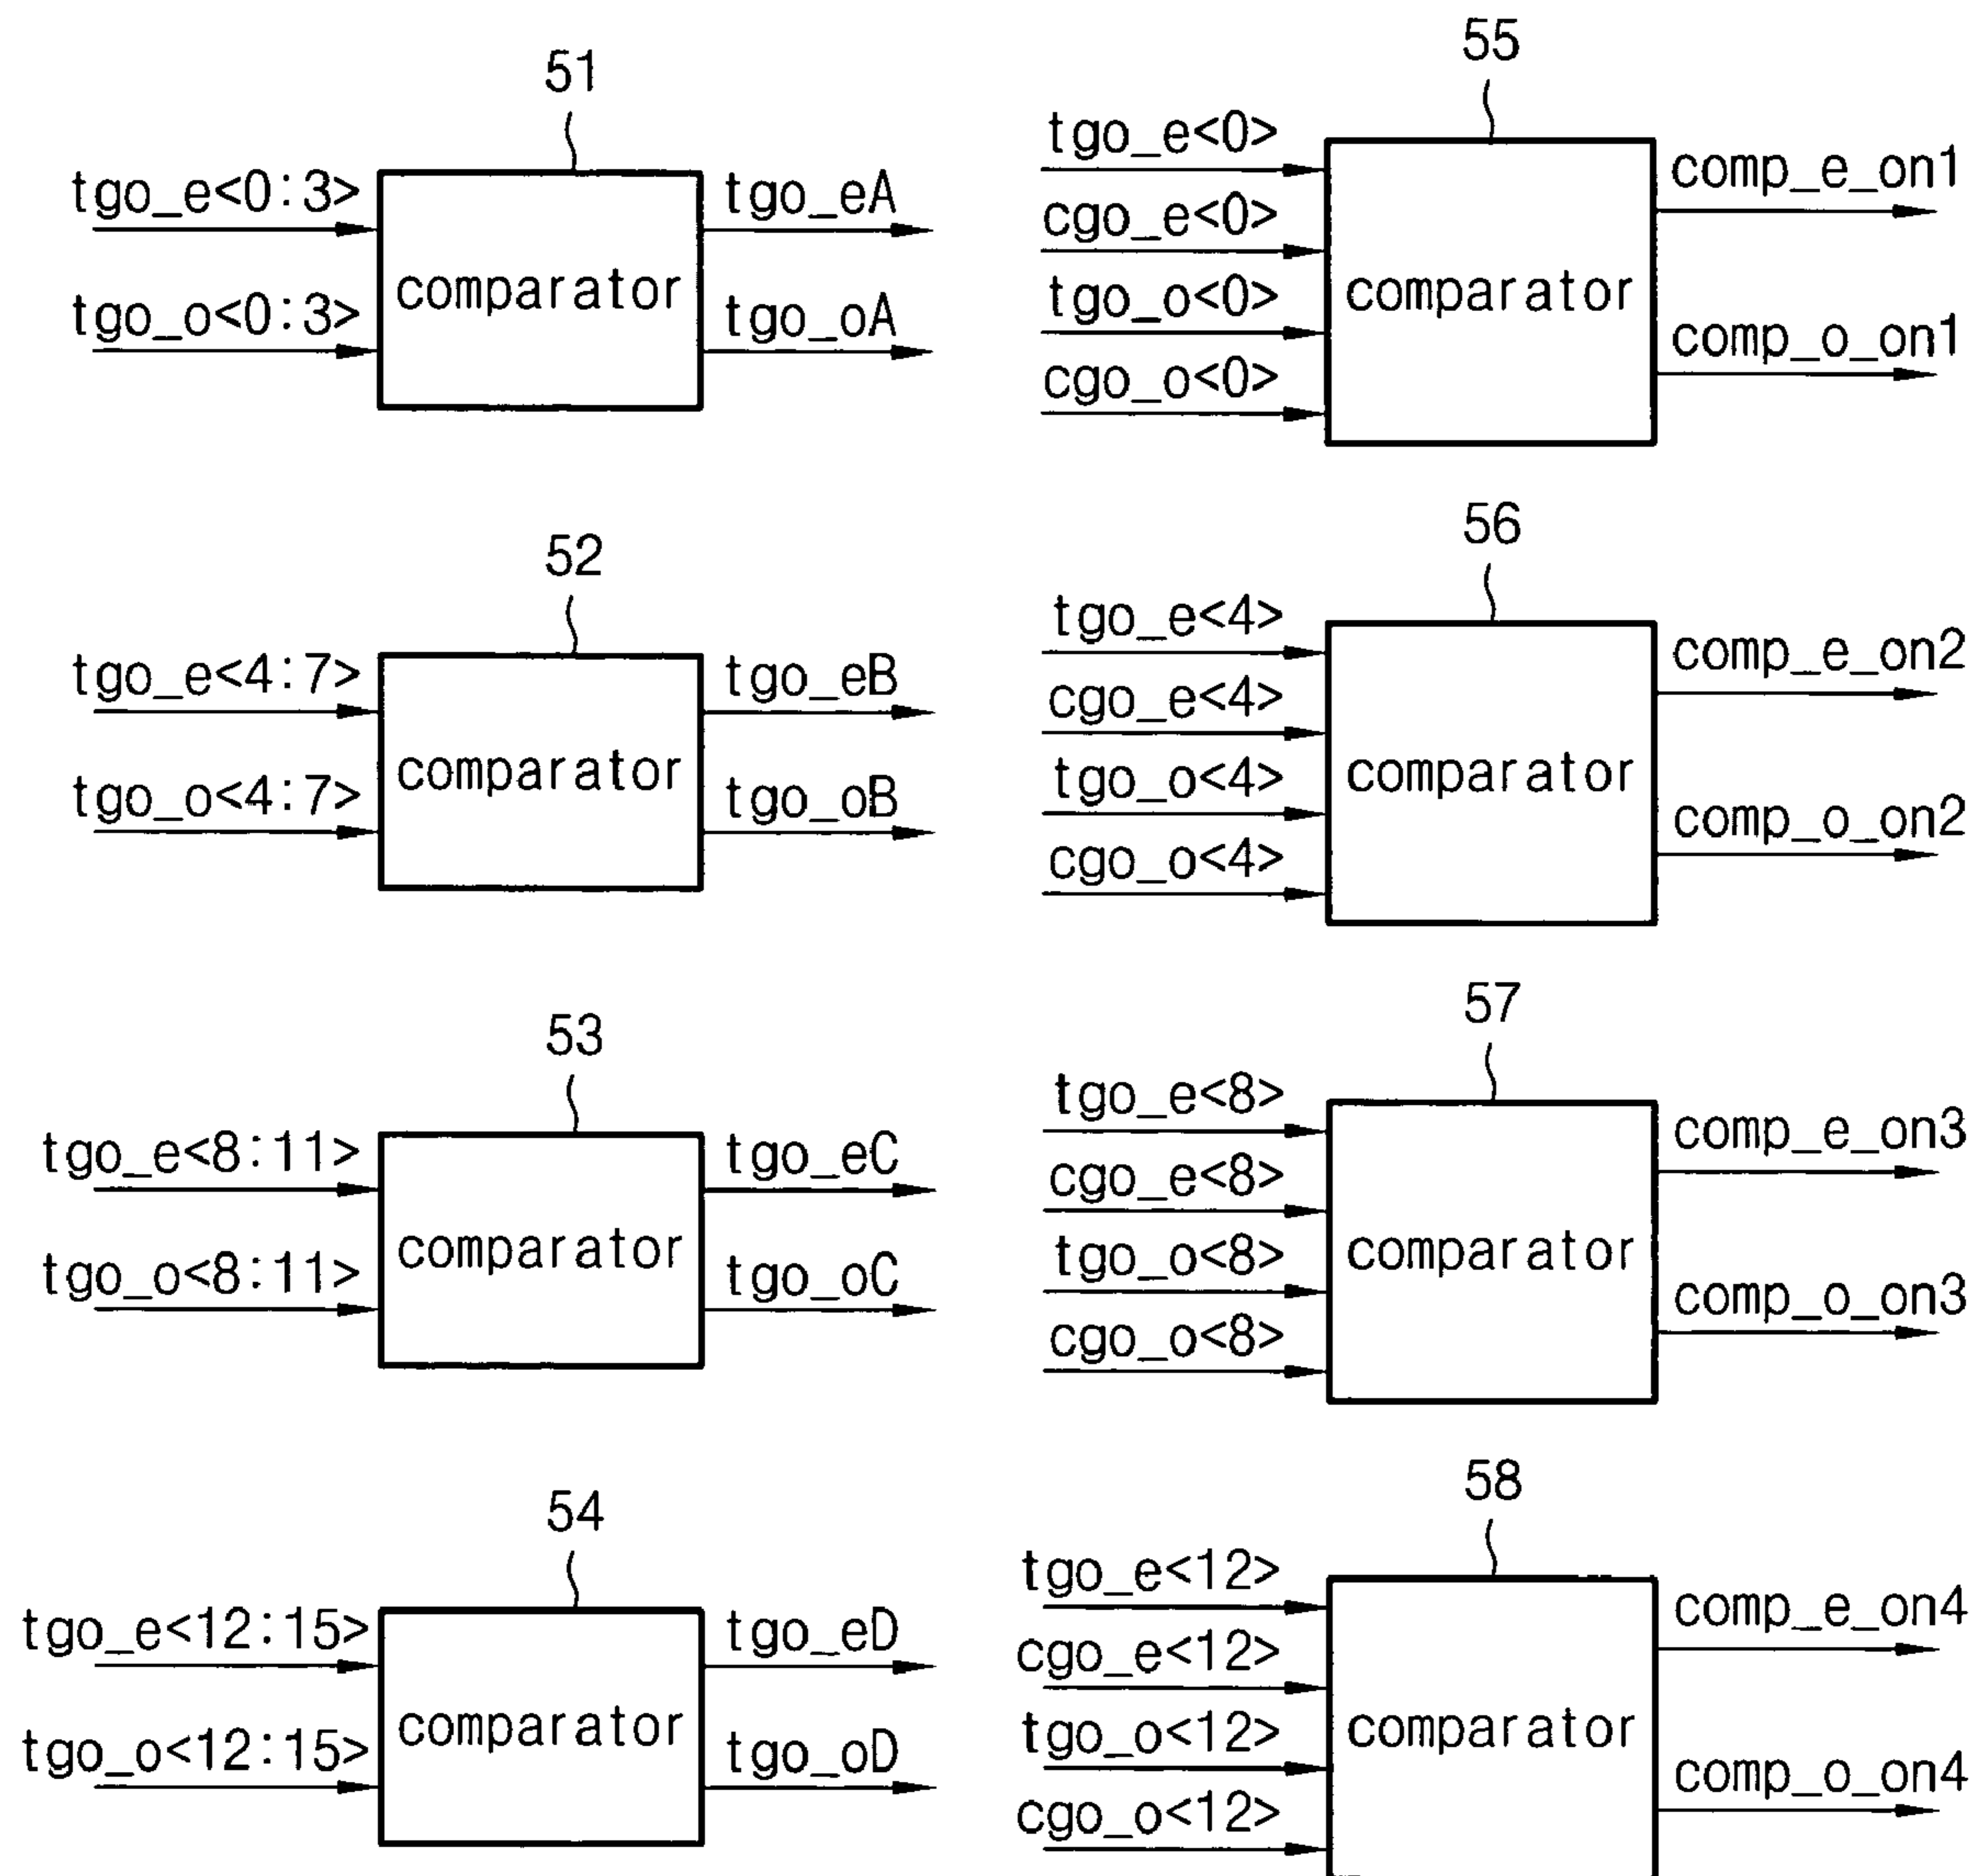 51
tgo_e<0:3>
tgo_o<0:3>
comparator
tgo_eA
tgo_oA
55
tgo_e<0>
cgo_e<0>
tgo_o<0>
cgo_o<0>
comparator
comp_e_on1
comp_o_on1
52
tgo_e<4:7>
tgo_o<4:7>
comparator
tgo_eB
tgo_oB
56
tgo_e<4>
cgo_e<4>
tgo_o<4>
cgo_o<4>
comparator
comp_e_on2
comp_o_on2
53
tgo_e<8:11>
tgo_o<8:11>
comparator
tgo_eC
tgo_oC
57
tgo_e<8>
cgo_e<8>
tgo_o<8>
cgo_o<8>
comparator
comp_e_on3
comp_o_on3
54
tgo_e<12:15>
tgo_o<12:15>
comparator
tgo_eD
tgo_oD
58
tgo_e<12>
cgo_e<12>
tgo_o<12>
cgo_o<12>
comparator
comp_e_on4
comp_o_on4